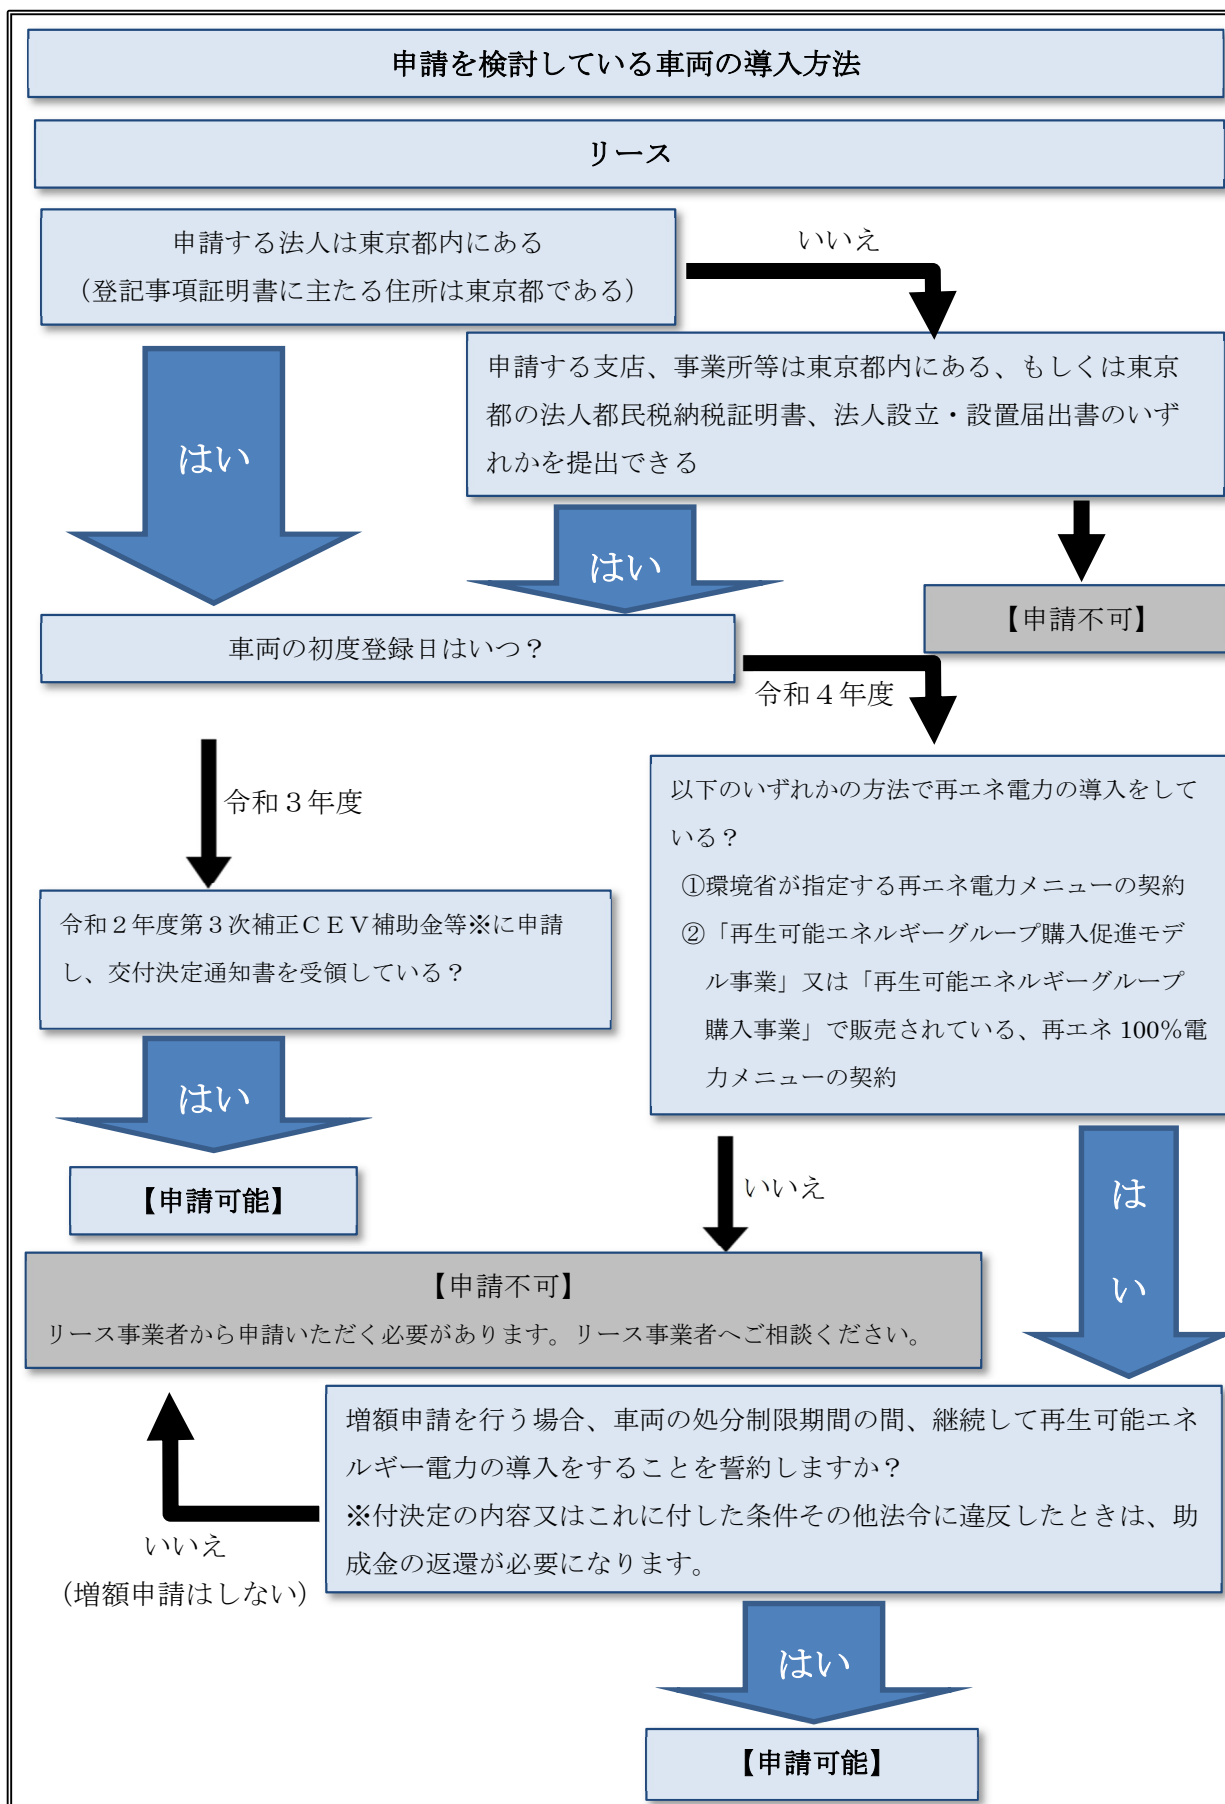 申請を検討している車両の導入方法
リース
申請する法人は東京都内にある
（登記事項証明書に主たる住所は東京都である）
いいえ
申請する支店、事業所等は東京都内にある、もしくは東京
都の法人都民税納税証明書、法人設立・設置届出書のいず
れかを提出できる
はい
はい
【申請不可】
車両の初度登録日はいつ？
令和４年度
令和３年度
以下のいずれかの方法で再エネ電力の導入をして
いる？
①環境省が指定する再エネ電力メニューの契約
②「再生可能エネルギーグループ購入促進モデ
ル事業」又は「再生可能エネルギーグループ
購入事業」で販売されている、再エネ 100％電
力メニューの契約
令和２年度第３次補正ＣＥＶ補助金等※に申請
し、交付決定通知書を受領している？
はい
【申請可能】
いいえ
は
い
【申請不可】
リース事業者から申請いただく必要があります。リース事業者へご相談ください。
増額申請を行う場合、車両の処分制限期間の間、継続して再生可能エネ
ルギー電力の導入をすることを誓約しますか？
※付決定の内容又はこれに付した条件その他法令に違反したときは、助
成金の返還が必要になります。
いいえ
（増額申請はしない）
はい
【申請可能】